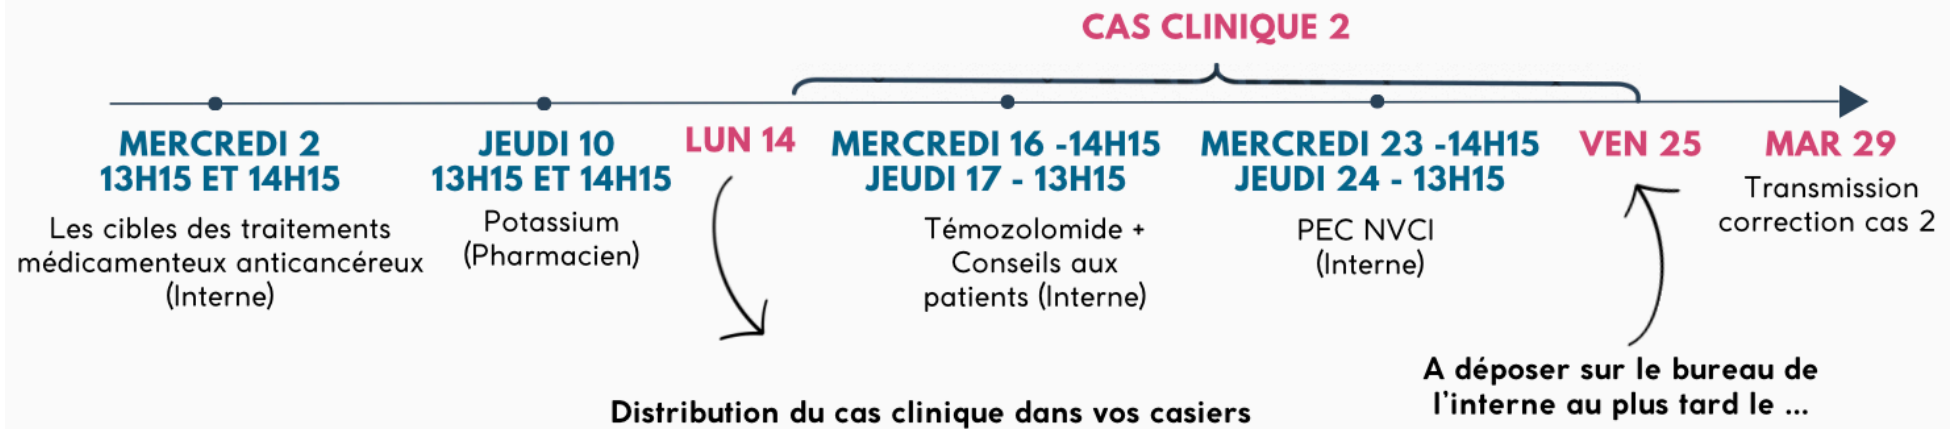 CAS CLINIQUE 2
MERCREDI 2
13H15 ET 14H15
Les cibles des traitements
médicamenteux anticancéreux
(Interne)
JEUDI 10
13H15 ET 14H15
Potassium
(Pharmacien)
LUN 14
Distribution du cas clinique dans vos casiers
MERCREDI 16 -14H15
JEUDI 17 - 13H15
Témozolomide +
Conseils aux
patients (Interne)
MERCREDI 23 -14H15
JEUDI 24 - 13H15
PEC NVCI
(Interne)
VEN 25
A déposer sur le bureau de
l'interne au plus tard le ...
MAR 29
Transmission
correction cas 2